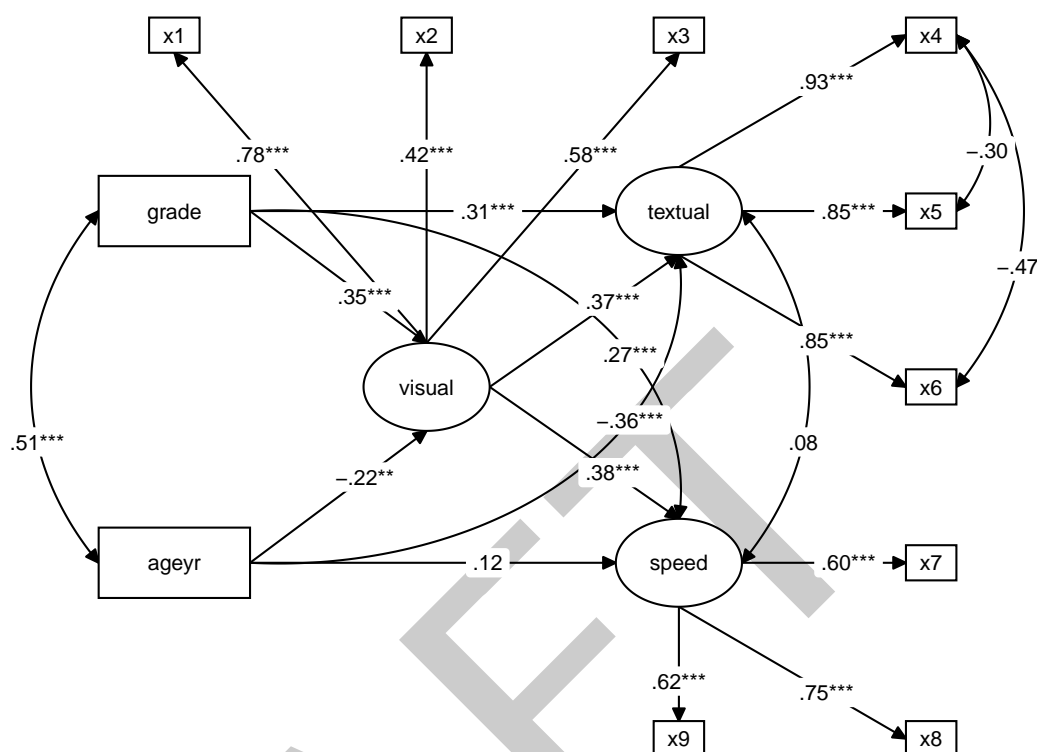 x1
x2
x3
x4
.93***
.78***
.42***
.58***
−.30
grade
.31***
textual
.85***
x5
−.47
.35***
.37***
.85***
.27***
visual
x6
−.36***
.51***
.08
.38***
−.22**
ageyr
.12
speed
.60***
x7
.62***
.75***
x9
x8